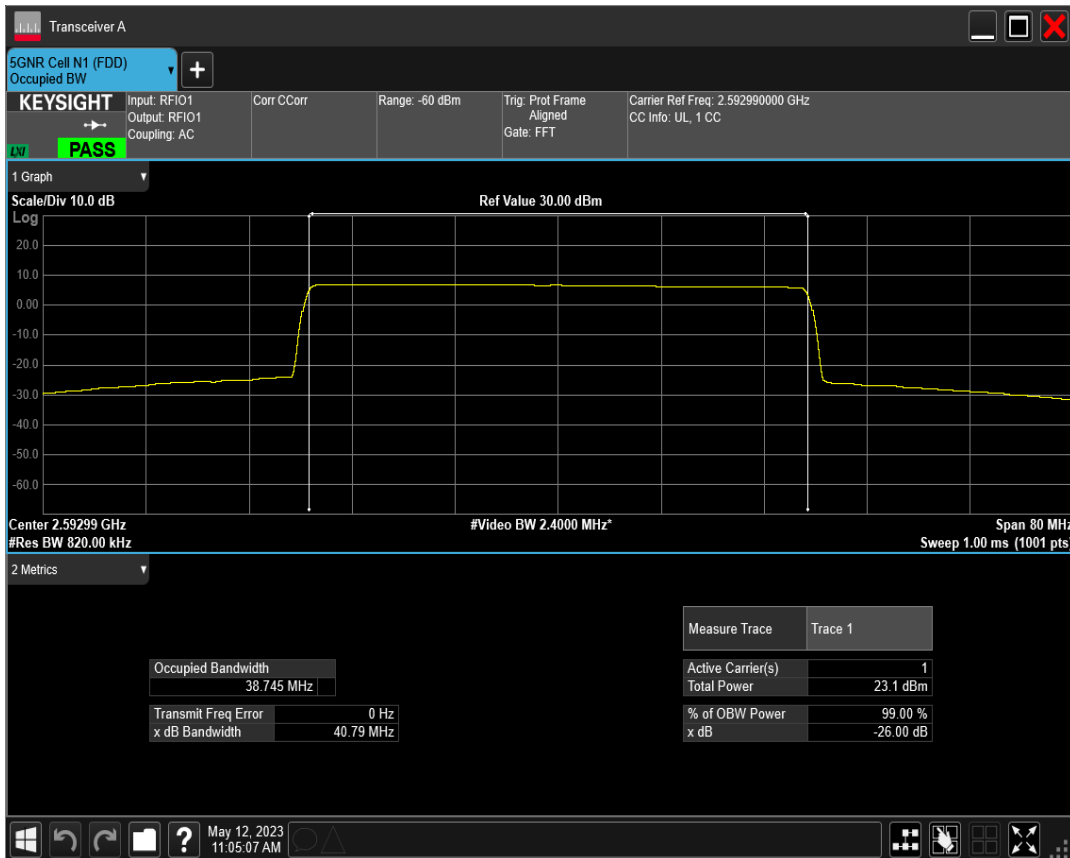 Transceiver A
5GNR Cell N1 (FDD)
Occupied BW
+
KEYSIGHT
LXI
PASS
Input: RFIO1
Output: RFIO1
Coupling: AC
Corr CCorr
Range: -60 dBm
Trig: Prot Frame
Aligned
Gate: FFT
Carrier Ref Freq: 2.592990000 GHz
CC Info: UL, 1 CC
1 Graph
Scale/Div 10.0 dB
Ref Value 30.00 dBm
Log
20.0
10.0
0.00
-10.0
-20.0
-30.0
-40.0
-50.0
-60.0
Center 2.59299 GHz
#Video BW 2.4000 MHz*
Span 80 MHz
#Res BW 820.00 kHz
Sweep 1.00 ms (1001 pts)
2 Metrics
Measure Trace Trace 1
Occupied Bandwidth
38.745 MHz
Active Carrier(s) 1
Total Power 23.1 dBm
Transmit Freq Error 0 Hz
x dB Bandwidth 40.79 MHz
% of OBW Power 99.00 %
x dB -26.00 dB
?
May 12, 2023
11:05:07 AM